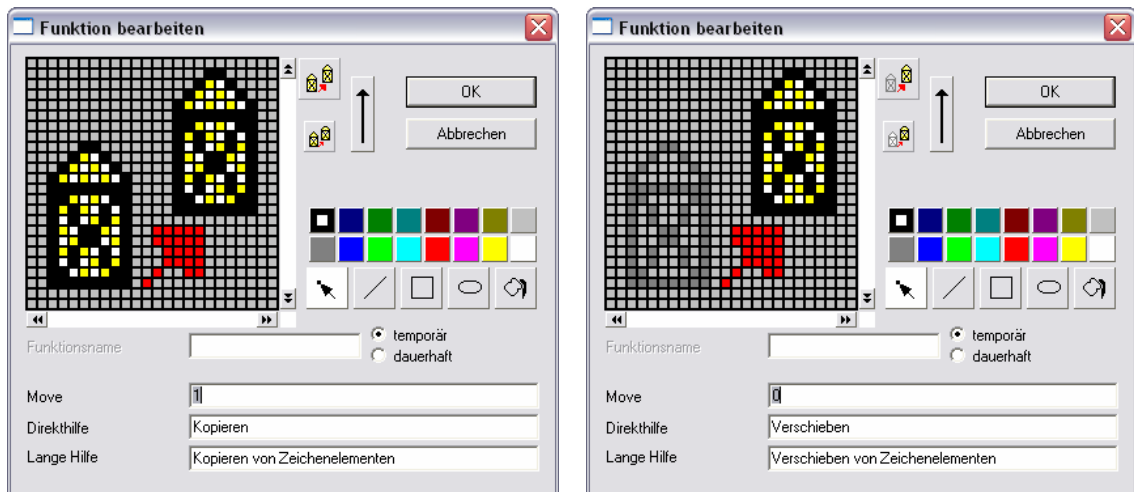 Funktion bearbeiten
OK
Abbrechen
Funktionsname
temporär
dauerhaft
Move 1
Direkthilfe Kopieren
Lange Hilfe Kopieren von Zeichenelementen
Funktion bearbeiten
OK
Abbrechen
Funktionsname
temporär
dauerhaft
Move 0
Direkthilfe Verschieben
Lange Hilfe Verschieben von Zeichenelementen